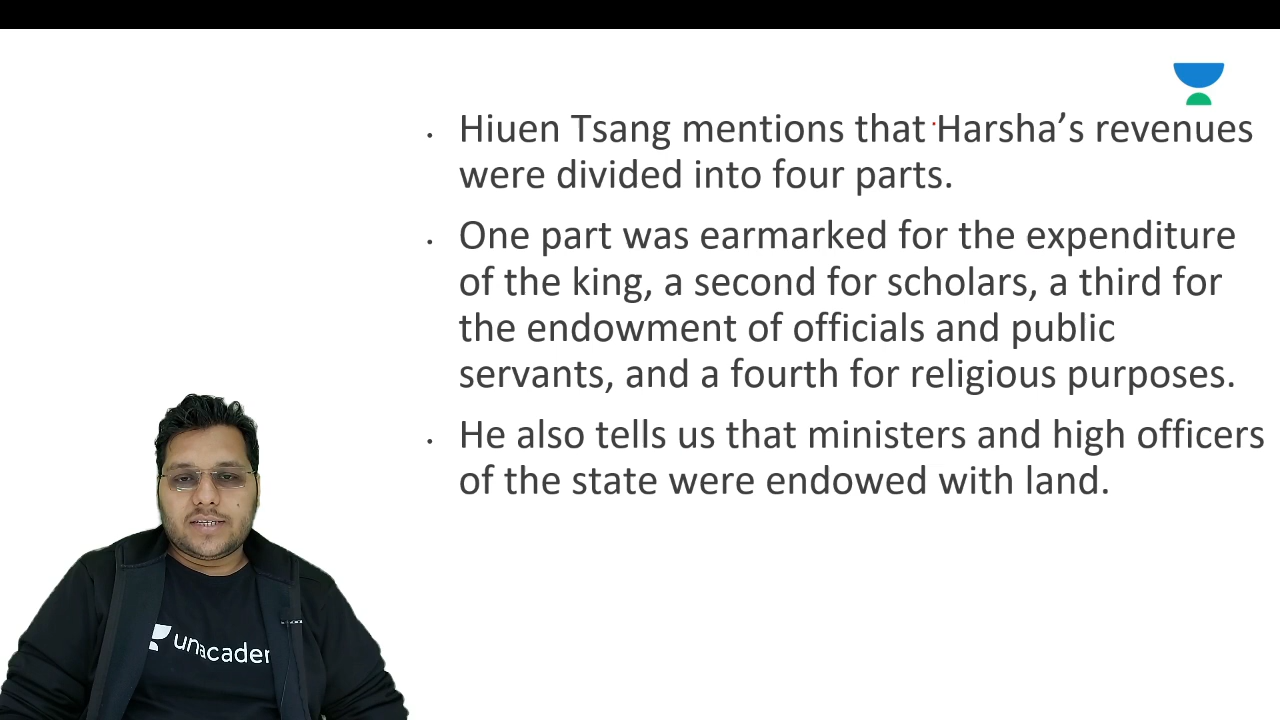 Hiuen Tsang mentions that Harsha’s revenues
were divided into four parts.
One part was earmarked for the expenditure
of the king, a second for scholars, a third for
the endowment of officials and public
servants, and a fourth for religious purposes.
He also tells us that ministers and high officers
of the state were endowed with land.
unacadem